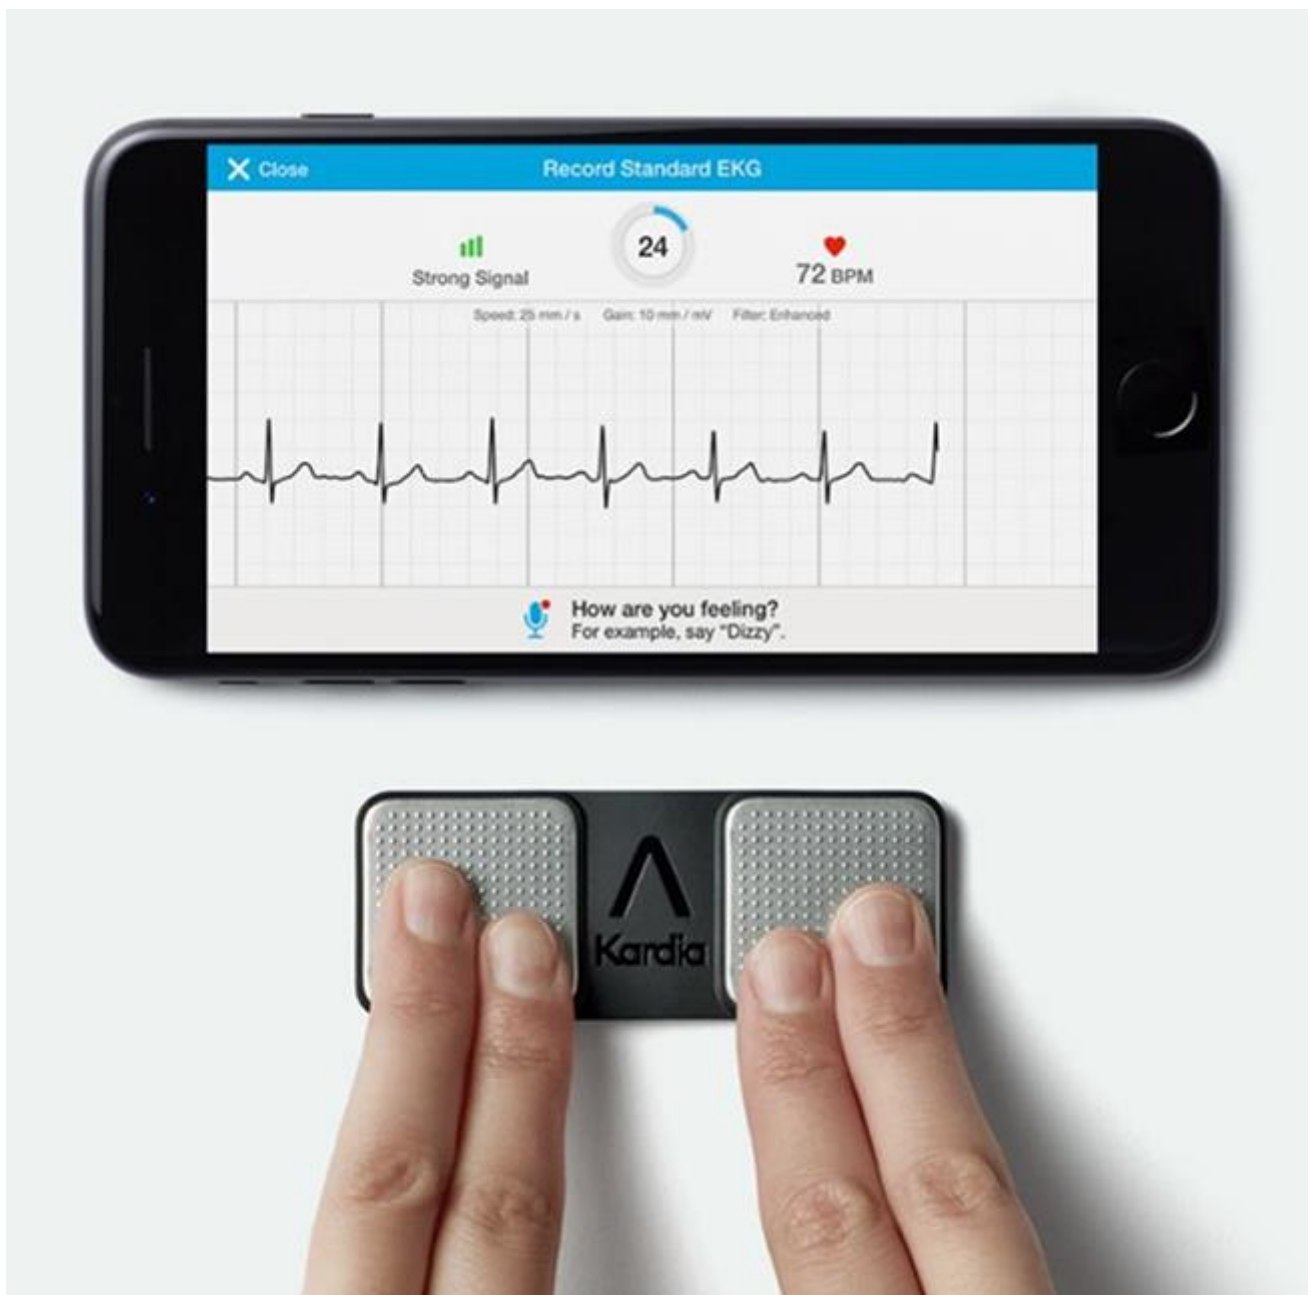 Close
Record Standard EKG
24
Strong Signal
72 BPM
Speed: 25 mm / s Gain: 10 mm / mV Filter: Enhanced
How are you feeling?
For example, say "Dizzy".
Kardia